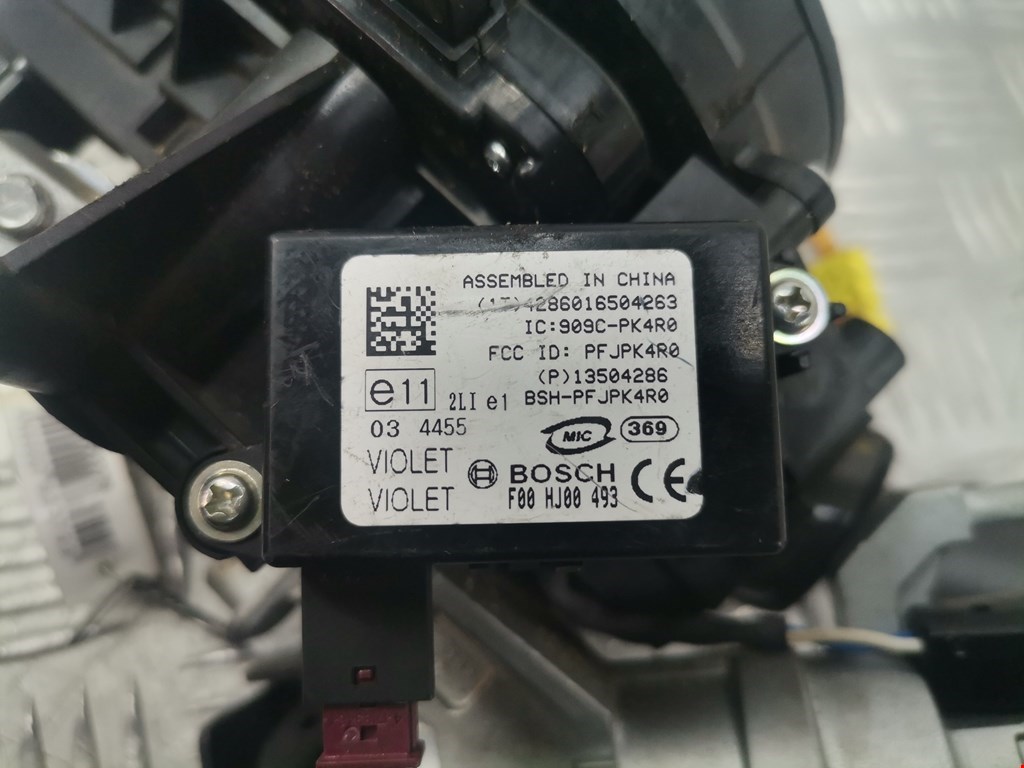 ASSEMBLED IN CHINA
(1T)4286016504263
IC:909C-PK4R0
FCC ID: PFJPK4R0
(P)13504286
e11 2LI e1 BSH-PFJPK4R0
03 4455 MIC 369
VIOLET
BOSCH CE
VIOLET F00 HJ00 493